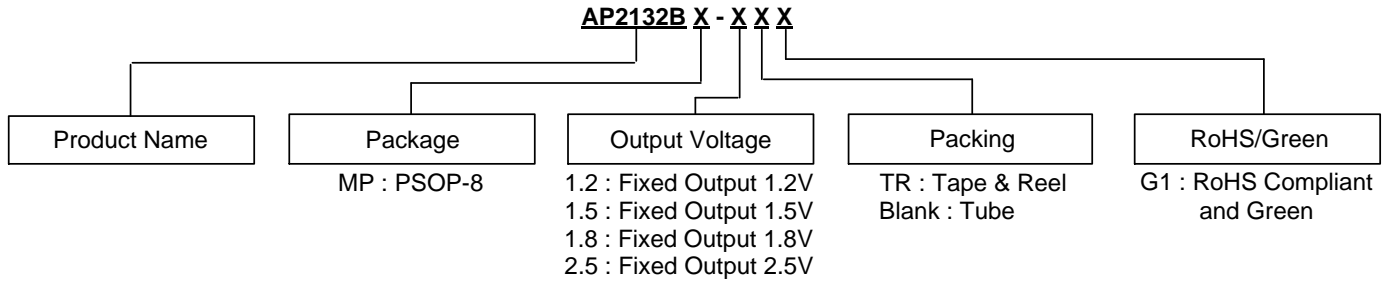 AP2132B X - X X X
Product Name
Package
Output Voltage
Packing
RoHS/Green
MP : PSOP-8
1.2 : Fixed Output 1.2V
1.5 : Fixed Output 1.5V
1.8 : Fixed Output 1.8V
2.5 : Fixed Output 2.5V
TR : Tape & Reel
Blank : Tube
G1 : RoHS Compliant
and Green